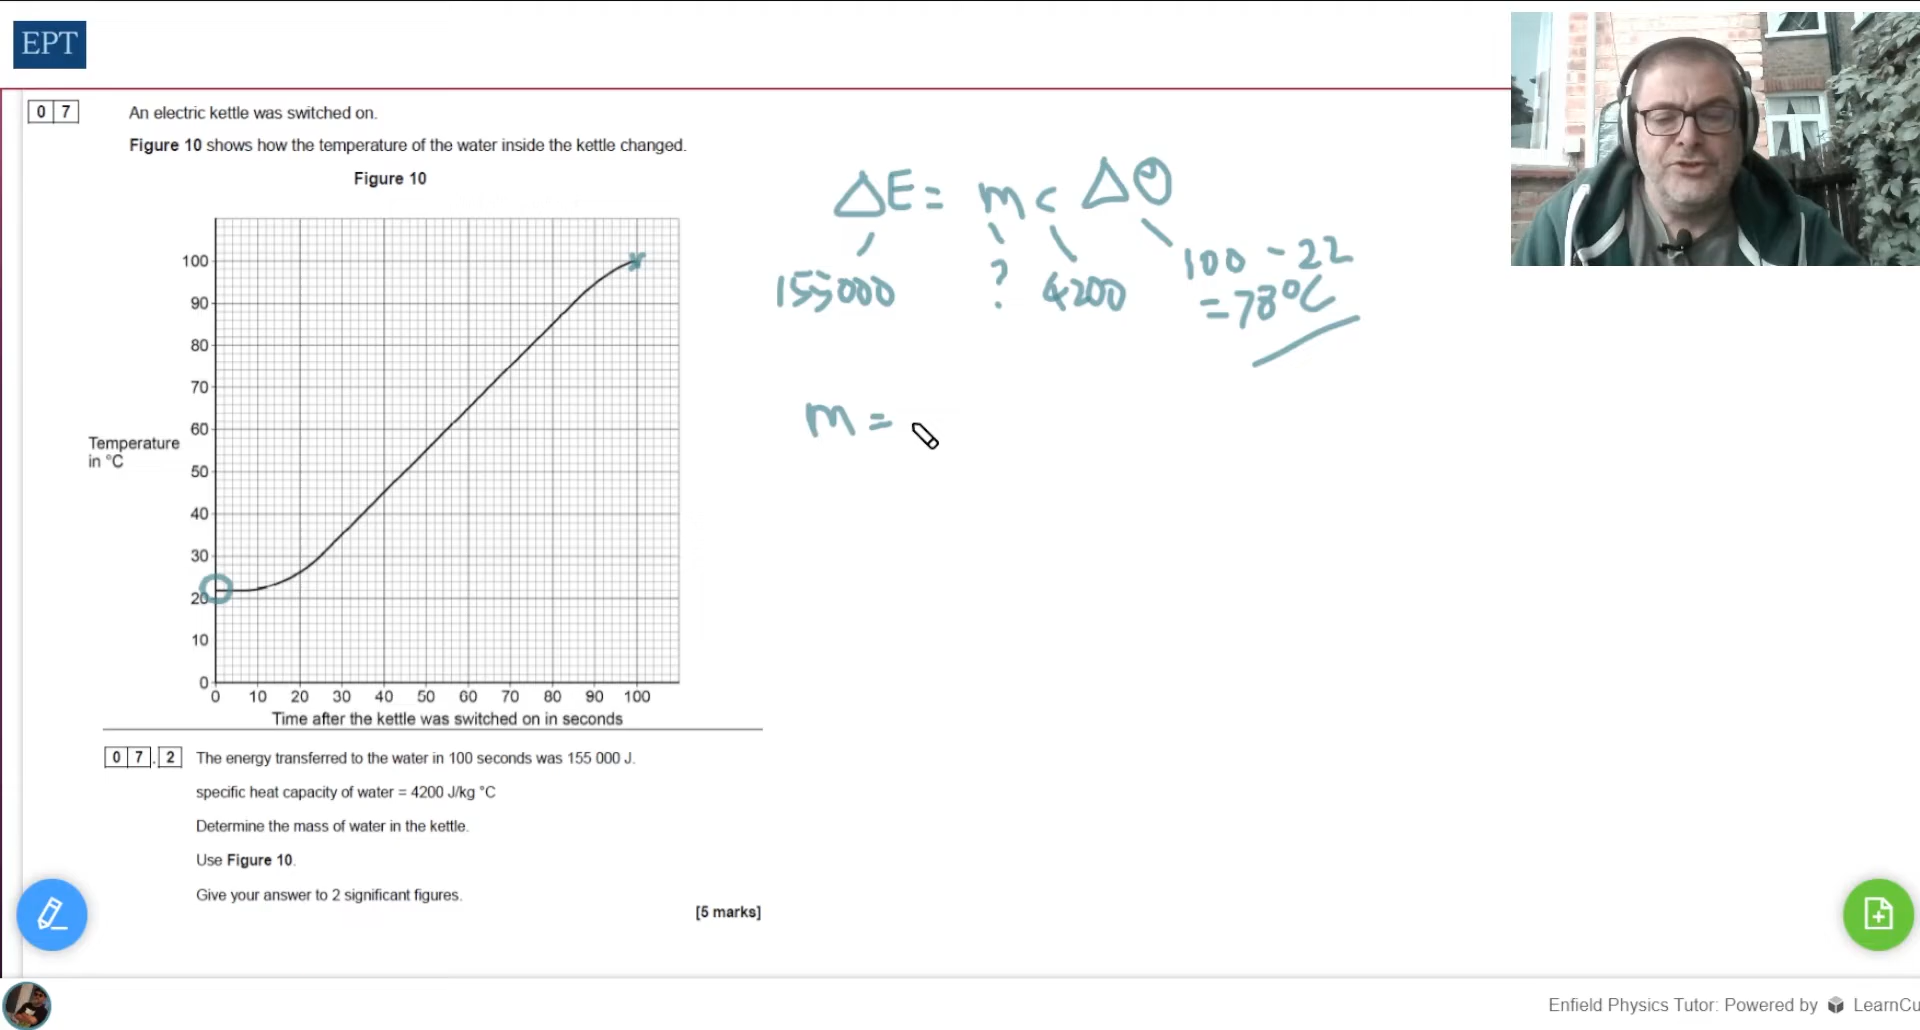 EPT
0 7 An electric kettle was switched on.
Figure 10 shows how the temperature of the water inside the kettle changed.
Figure 10
100
90
80
70
60
50
40
30
20
10
0
Temperature
in °C
0 10 20 30 40 50 60 70 80 90 100
Time after the kettle was switched on in seconds
ΔE = m c Δθ
155000 ? 4200 100 - 22
= 78°C
m =
0 7 . 2 The energy transferred to the water in 100 seconds was 155 000 J.
specific heat capacity of water = 4200 J/kg °C
Determine the mass of water in the kettle.
Use Figure 10.
Give your answer to 2 significant figures.
[5 marks]
Enfield Physics Tutor: Powered by LearnCu